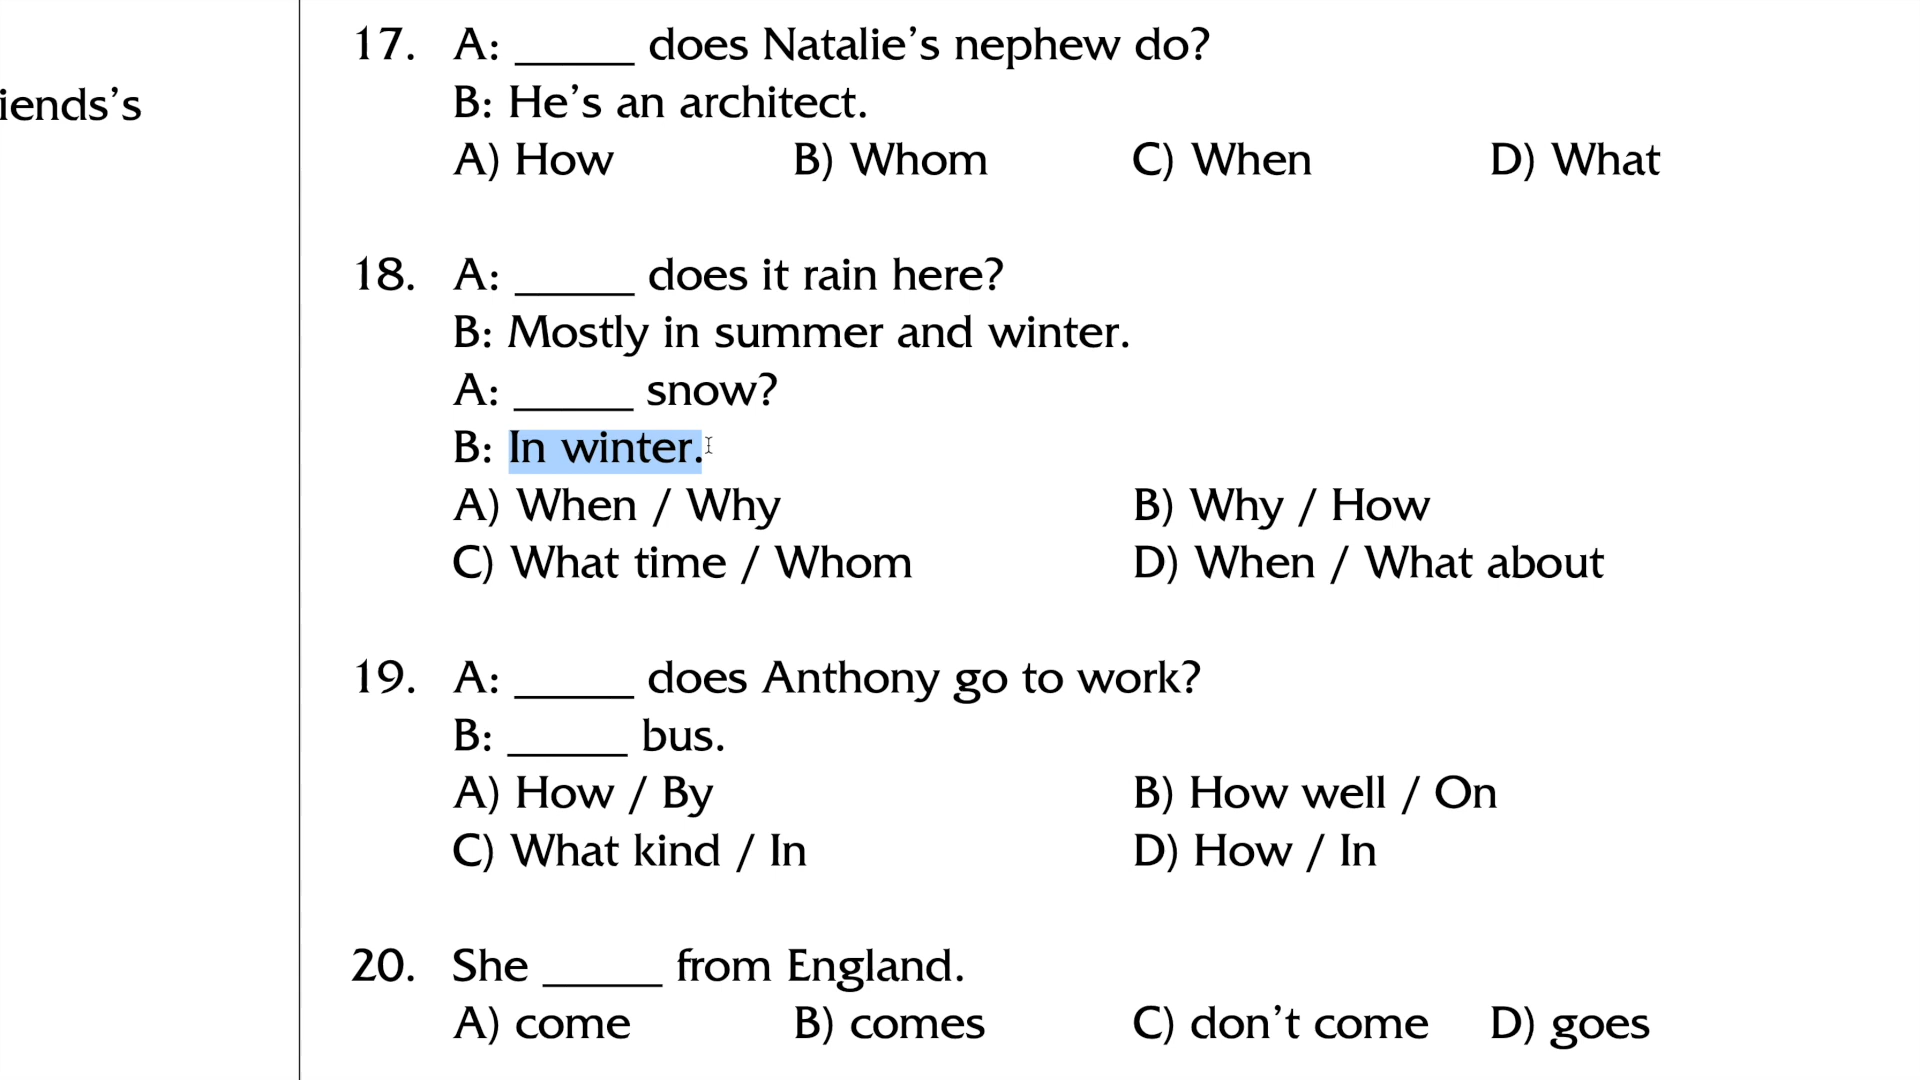 iends's
17. A: _____ does Natalie's nephew do?
B: He's an architect.
A) How B) Whom C) When D) What
18. A: _____ does it rain here?
B: Mostly in summer and winter.
A: _____ snow?
B: In winter.
A) When / Why B) Why / How
C) What time / Whom D) When / What about
19. A: _____ does Anthony go to work?
B: _____ bus.
A) How / By B) How well / On
C) What kind / In D) How / In
20. She _____ from England.
A) come B) comes C) don't come D) goes